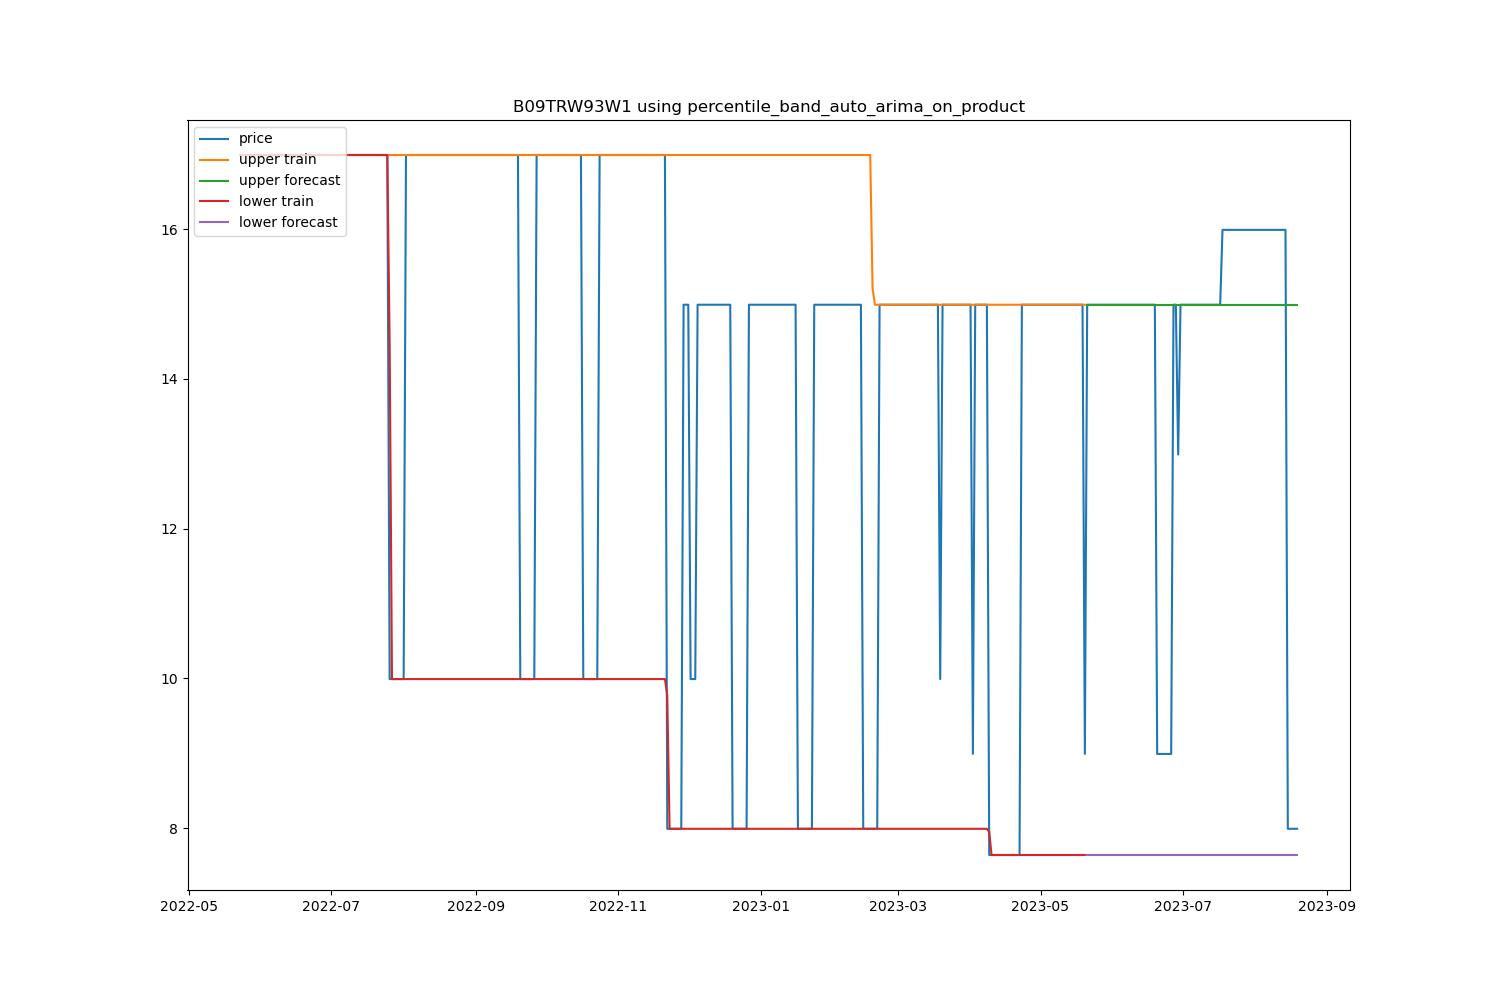 B09TRW93W1 using percentile_band_auto_arima_on_product
price
upper train
upper forecast
lower train
lower forecast
16
14
12
10
8
2022-05 2022-07 2022-09 2022-11 2023-01 2023-03 2023-05 2023-07 2023-09